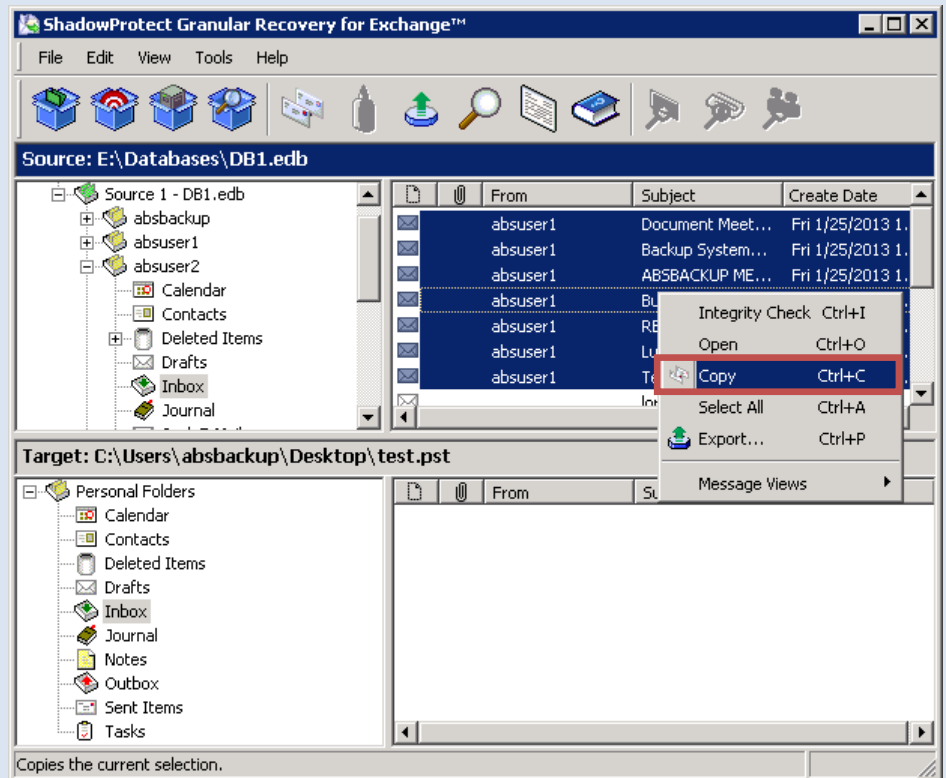 ShadowProtect Granular Recovery for Exchange™
File Edit View Tools Help
Source: E:\Databases\DB1.edb
Source 1 - DB1.edb
absbackup
absuser1
absuser2
Calendar
Contacts
Deleted Items
Drafts
Inbox
Journal
From Subject Create Date
absuser1 Document Meet... Fri 1/25/2013 1.
absuser1 Backup System... Fri 1/25/2013 1.
absuser1 ABSBACKUP ME... Fri 1/25/2013 1.
absuser1 Bu
absuser1 RE
absuser1 Lu
absuser1 Te
Integrity Check Ctrl+I
Open Ctrl+O
Copy Ctrl+C
Select All Ctrl+A
Export... Ctrl+P
Message Views
Target: C:\Users\absbackup\Desktop\test.pst
Personal Folders
Calendar
Contacts
Deleted Items
Drafts
Inbox
Journal
Notes
Outbox
Sent Items
Tasks
From Su
Copies the current selection.